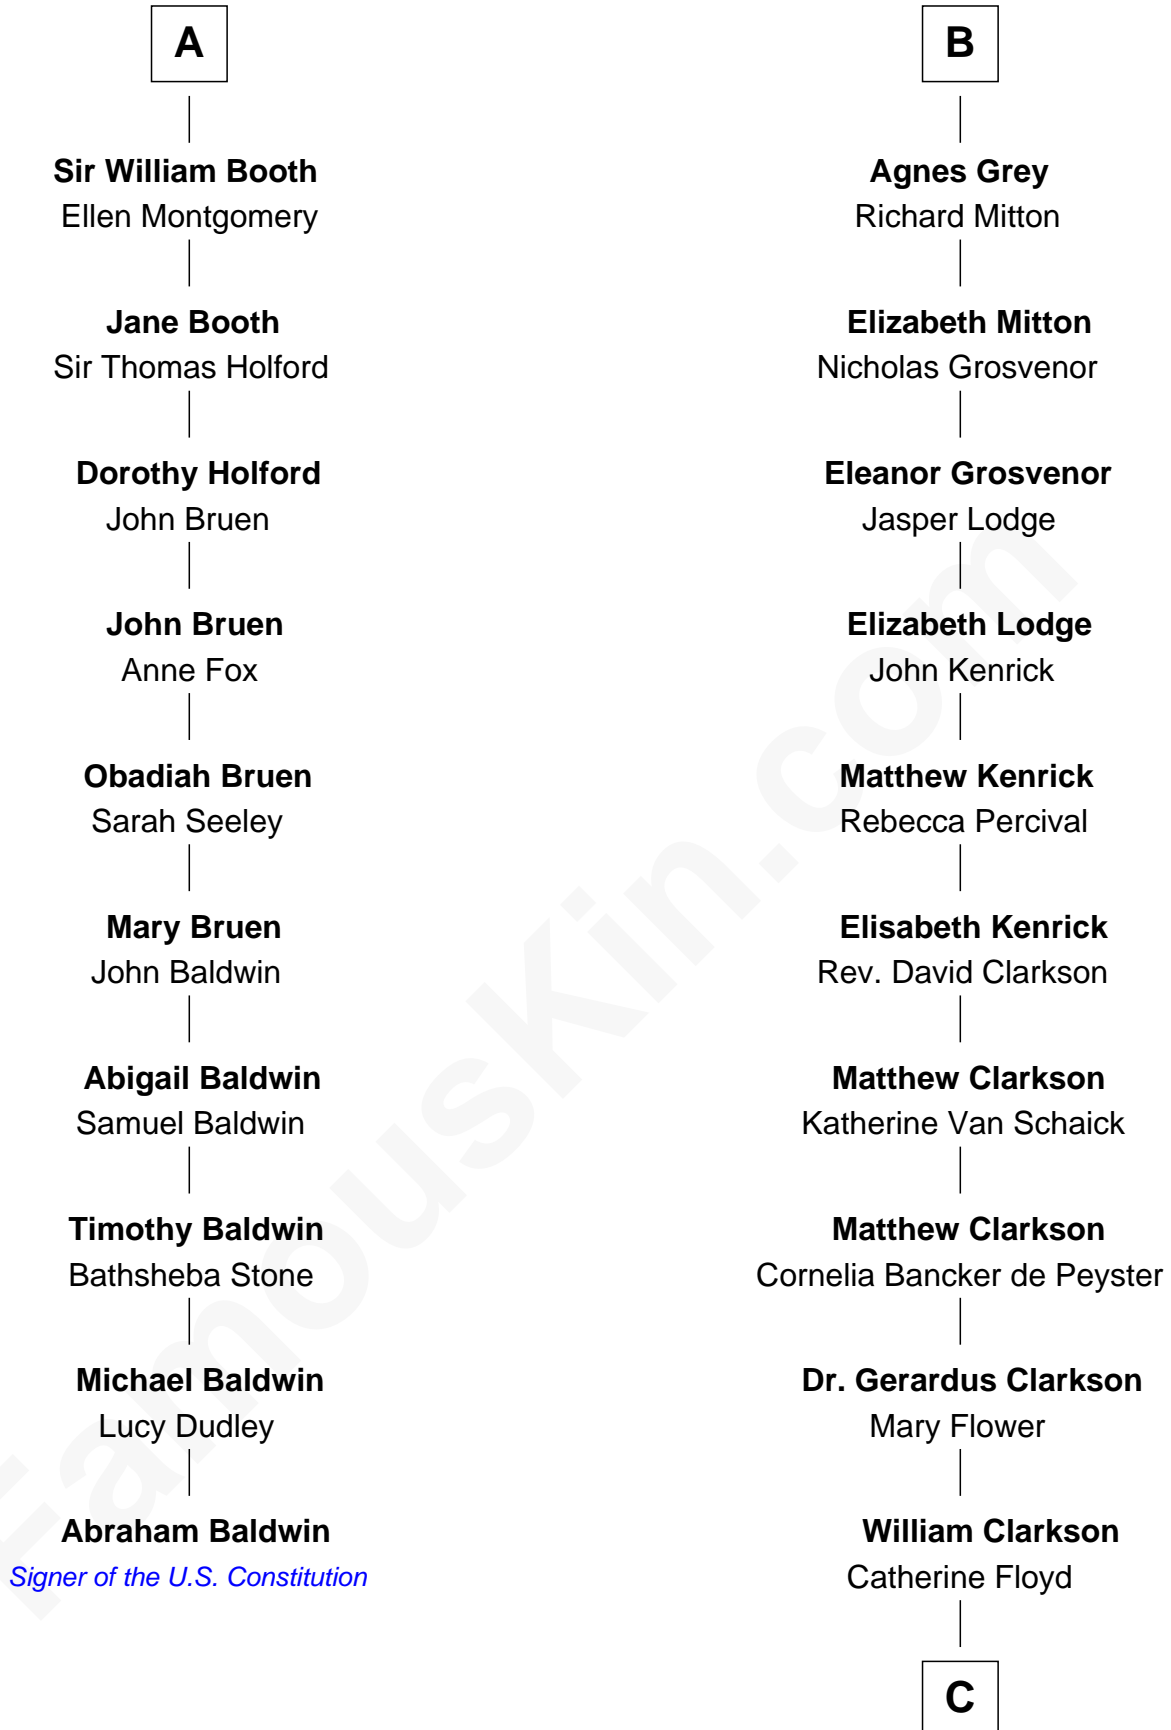 A
Sir William Booth
Ellen Montgomery
Jane Booth
Sir Thomas Holford
Dorothy Holford
John Bruen
John Bruen
Anne Fox
Obadiah Bruen
Sarah Seeley
Mary Bruen
John Baldwin
Abigail Baldwin
Samuel Baldwin
Timothy Baldwin
Bathsheba Stone
Michael Baldwin
Lucy Dudley
Abraham Baldwin
Signer of the U.S. Constitution
B
Agnes Grey
Richard Mitton
Elizabeth Mitton
Nicholas Grosvenor
Eleanor Grosvenor
Jasper Lodge
Elizabeth Lodge
John Kenrick
Matthew Kenrick
Rebecca Percival
Elisabeth Kenrick
Rev. David Clarkson
Matthew Clarkson
Katherine Van Schaick
Matthew Clarkson
Cornelia Bancker de Peyster
Dr. Gerardus Clarkson
Mary Flower
William Clarkson
Catherine Floyd
C
FamousKin.com